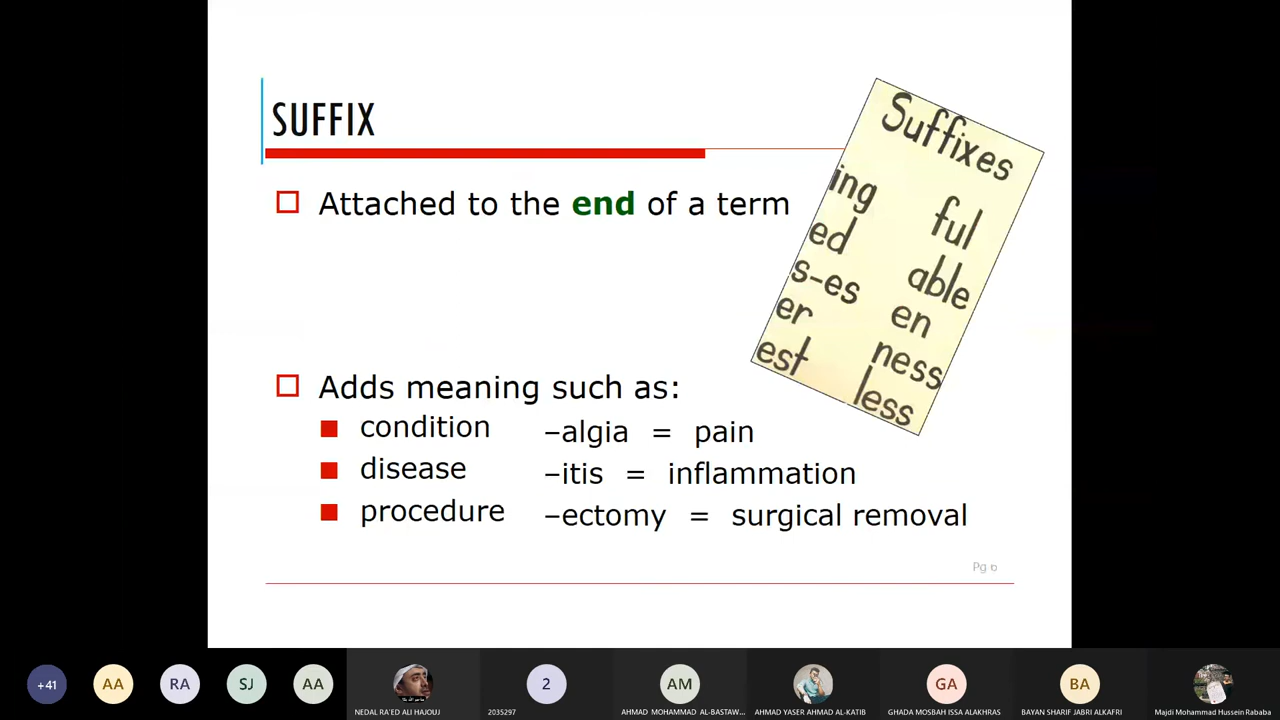 SUFFIX
Attached to the end of a term
Suffixes
ing ful
ed able
s-es en
er ness
est less
Adds meaning such as:
condition –algia = pain
disease –itis = inflammation
procedure –ectomy = surgical removal
Pg
+41 AA RA SJ AA 2 AM GA BA
NEDAL RA'ED ALI HAJOUJ 2035297 AHMAD MOHAMMAD AL-BASTAW... AHMAD YASER AHMAD AL-KATIB GHADA MOSBAH ISSA ALAKHRAS BAYAN SHARIF JABRI ALKAFRI Majdi Mohammad Hussein Rababa